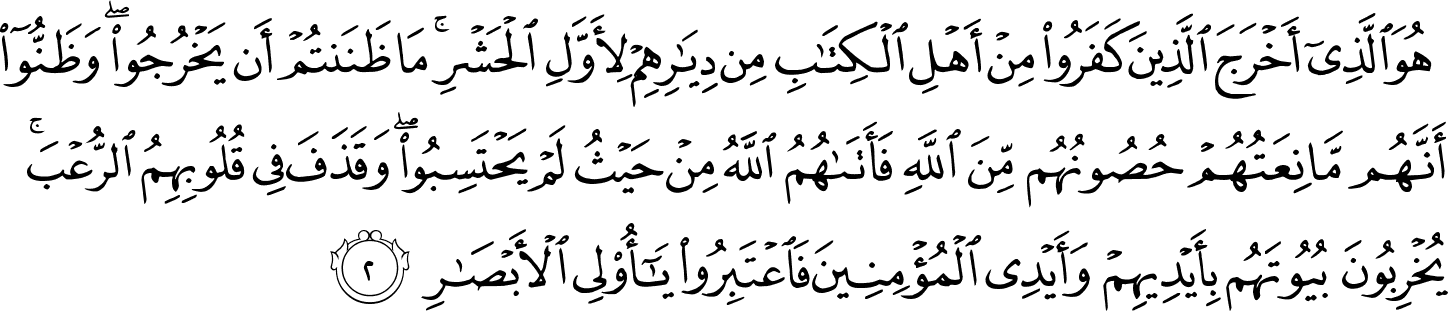 هُوَ ٱلَّذِىٓ أَخْرَجَ ٱلَّذِينَ كَفَرُوا۟ مِنْ أَهْلِ ٱلْكِتَـٰبِ مِن دِيَـٰرِهِمْ لِأَوَّلِ ٱلْحَشْرِ ۚ مَا ظَنَنتُمْ أَن يَخْرُجُوا۟ ۖ وَظَنُّوٓا۟
أَنَّهُم مَّانِعَتُهُمْ حُصُونُهُم مِّنَ ٱللَّهِ فَأَتَىٰهُمُ ٱللَّهُ مِنْ حَيْثُ لَمْ يَحْتَسِبُوا۟ ۖ وَقَذَفَ فِى قُلُوبِهِمُ ٱلرُّعْبَ ۚ
يُخْرِبُونَ بُيُوتَهُم بِأَيْدِيهِمْ وَأَيْدِى ٱلْمُؤْمِنِينَ فَٱعْتَبِرُوا۟ يَـٰٓأُو۟لِى ٱلْأَبْصَـٰرِ ٢